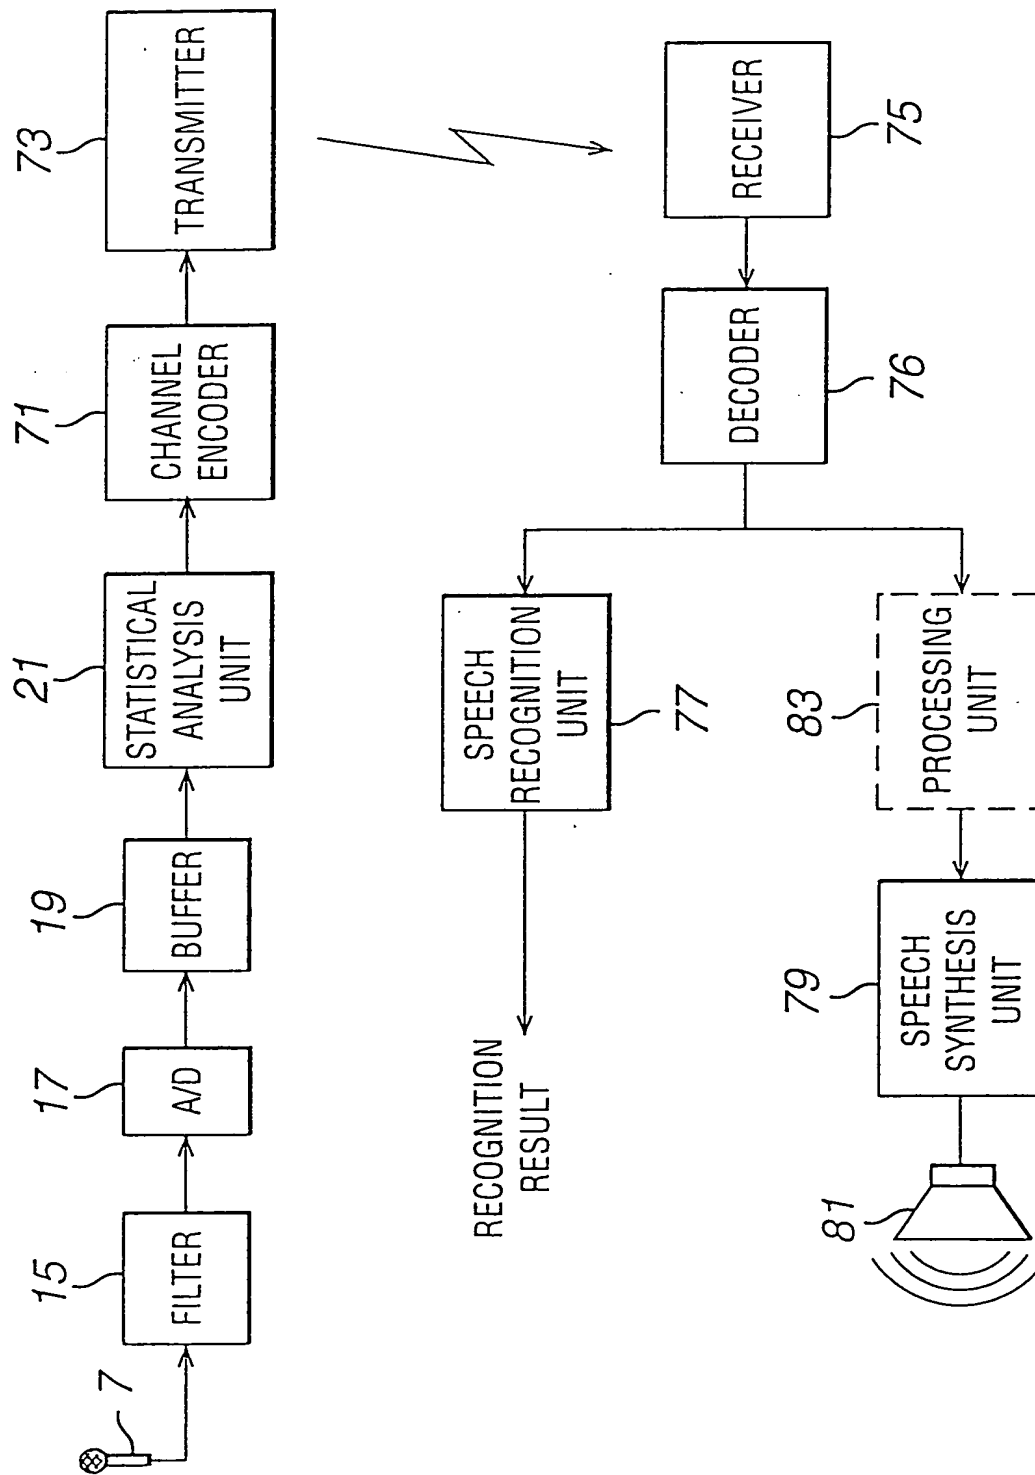 7
15
FILTER
17
A/D
19
BUFFER
21
STATISTICAL
ANALYSIS
UNIT
71
CHANNEL
ENCODER
73
TRANSMITTER
RECEIVER
75
DECODER
76
SPEECH
RECOGNITION
UNIT
77
RECOGNITION
RESULT
83
PROCESSING
UNIT
79
SPEECH
SYNTHESIS
UNIT
81